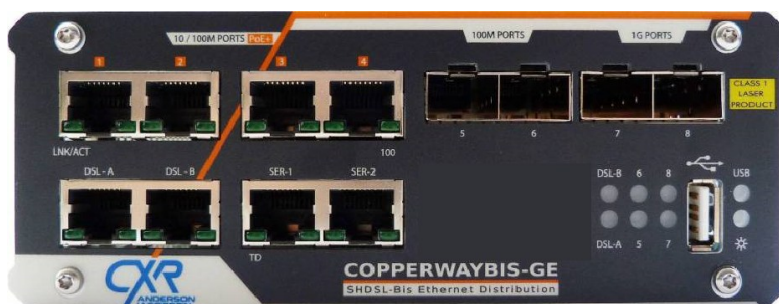 10 / 100M PORTS PoE+
100M PORTS
1G PORTS
1 2 3 4
CLASS 1
LASER
PRODUCT
5 6 7 8
LNK/ACT 100
DSL-A DSL-B SER-1 SER-2
DSL-B 6 8 USB
DSL-A 5 7
T/D
CXR
ANDERSON
COPPERWAYBIS-GE
SHDSL-Bis Ethernet Distribution